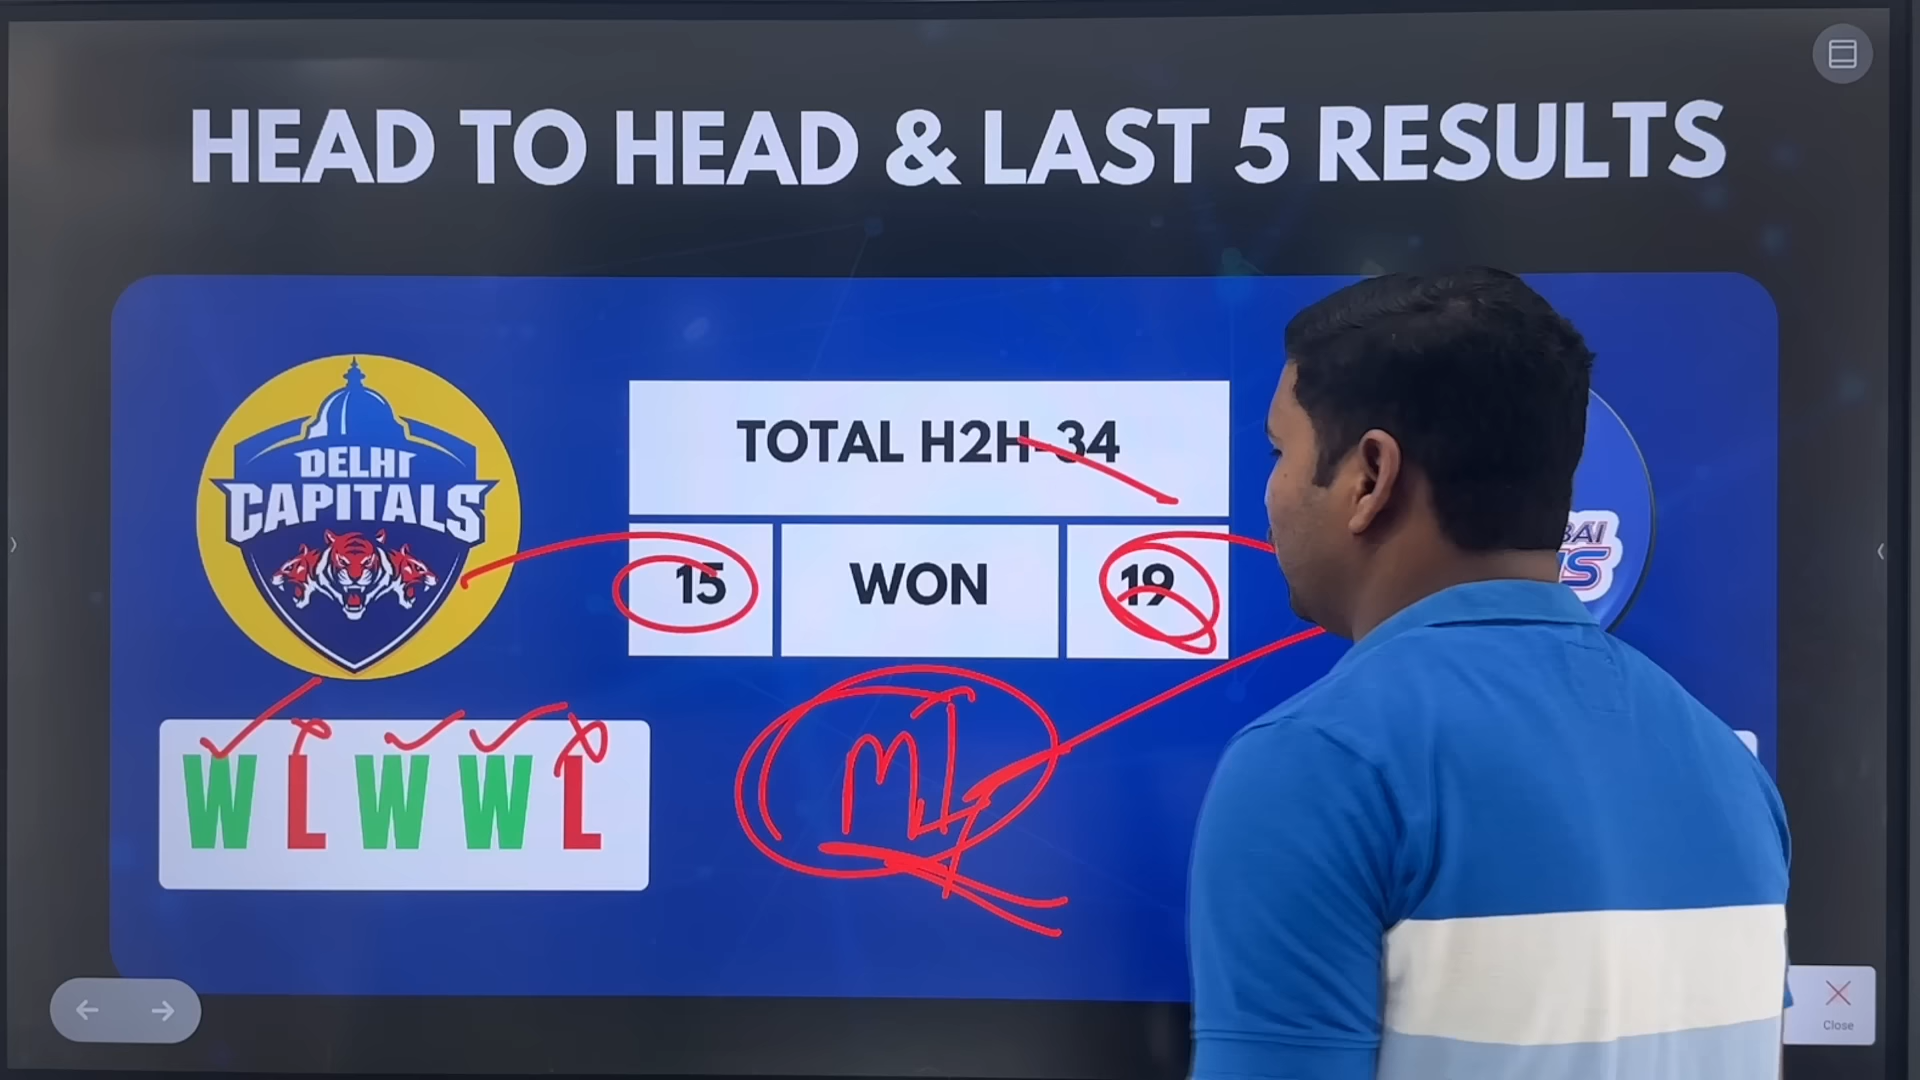 HEAD TO HEAD & LAST 5 RESULTS
DELHI
CAPITALS
TOTAL H2H-34
15 WON 19
MI
W L W W L
Close